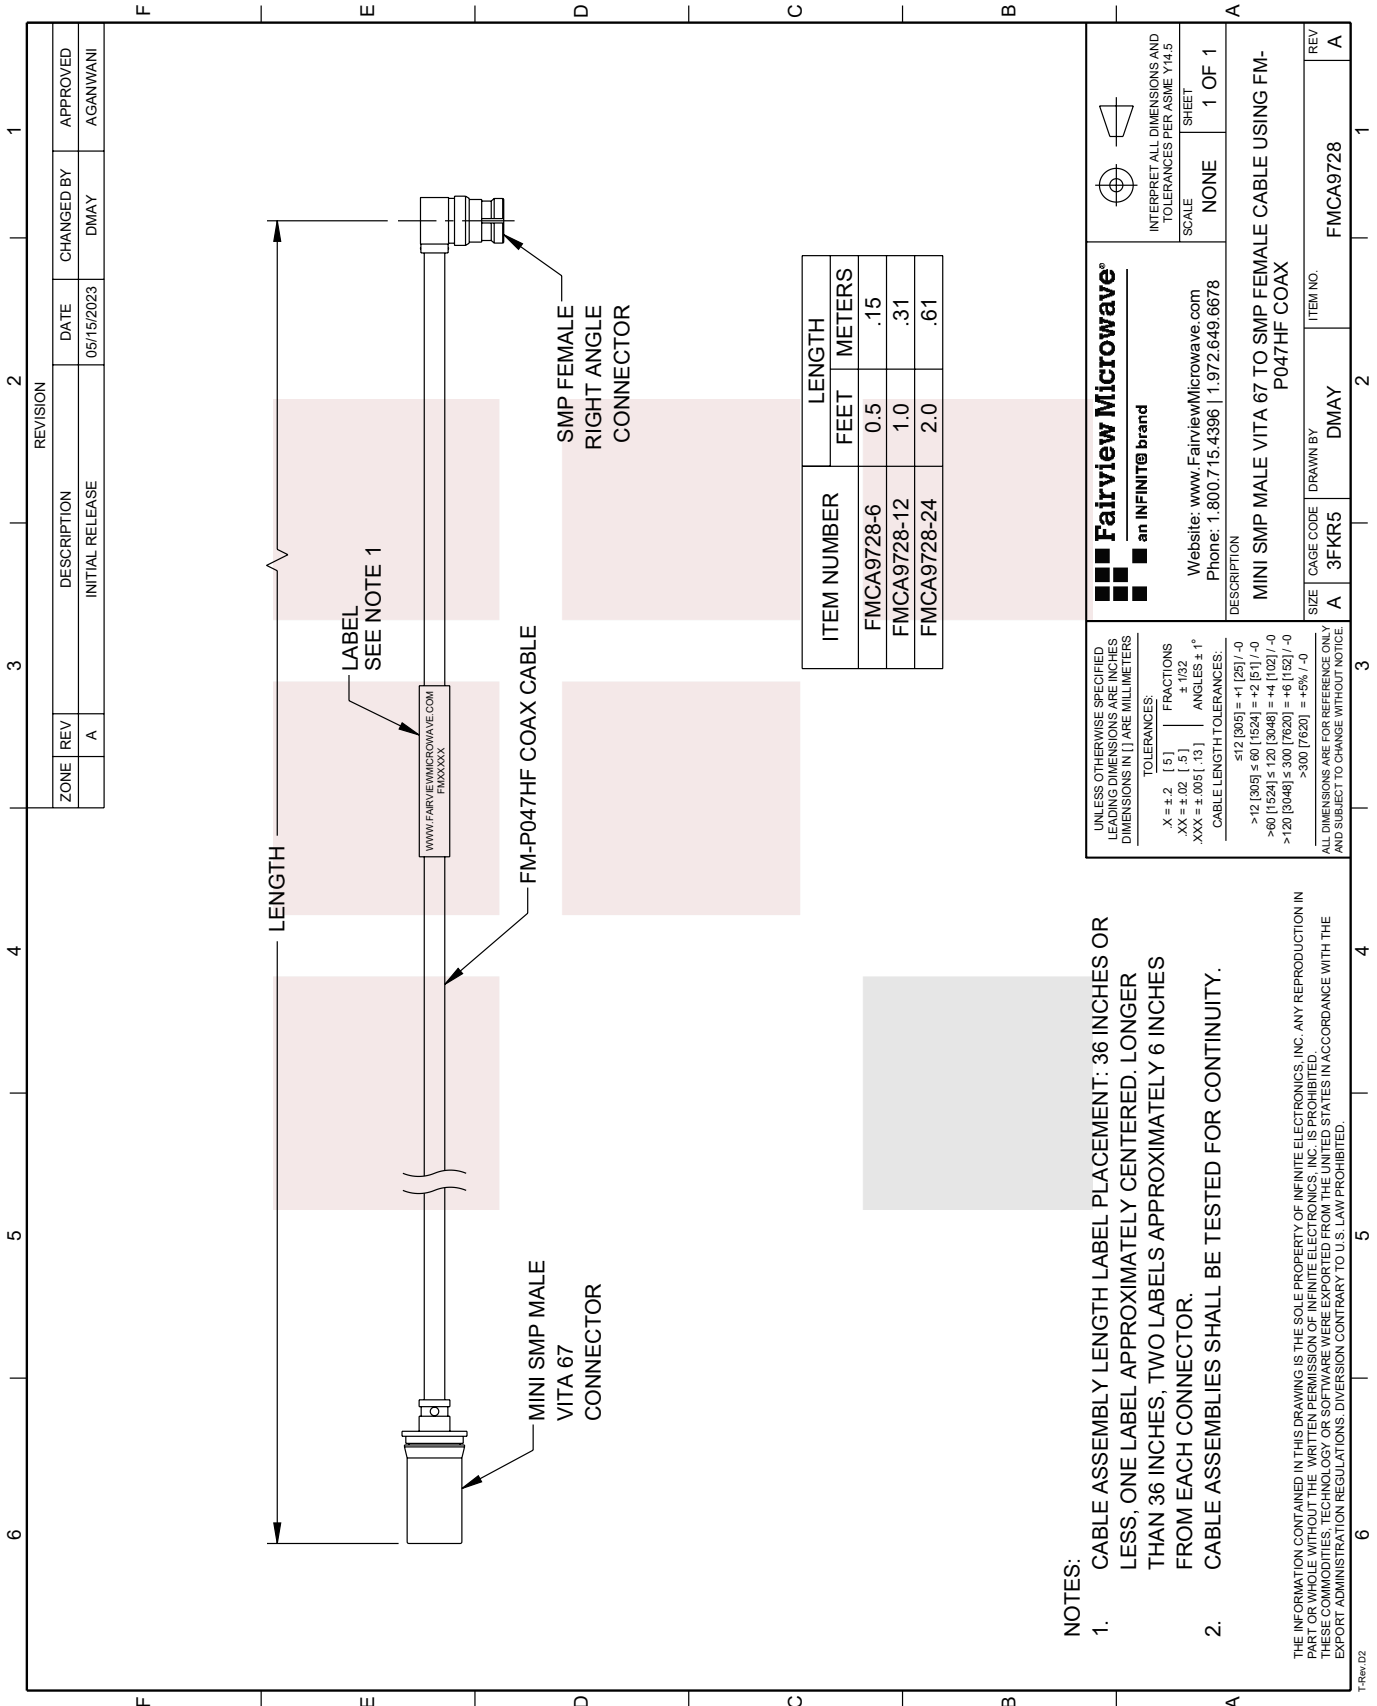 REVISION
ZONE REV DESCRIPTION DATE CHANGED BY APPROVED
A INITIAL RELEASE 05/15/2023 DMAY AGANWANI
6 5 4 3 2 1
F F
E E
D D
C C
B B
A A
LENGTH
LABEL
SEE NOTE 1
WWW.FAIRVIEWMICROWAVE.COM
FMXXXXX
FM-P047HF COAX CABLE
MINI SMP MALE
VITA 67
CONNECTOR
SMP FEMALE
RIGHT ANGLE
CONNECTOR
ITEM NUMBER LENGTH
FEET METERS
FMCA9728-6 0.5 .15
FMCA9728-12 1.0 .31
FMCA9728-24 2.0 .61
NOTES:
1. CABLE ASSEMBLY LENGTH LABEL PLACEMENT: 36 INCHES OR
LESS, ONE LABEL APPROXIMATELY CENTERED. LONGER
THAN 36 INCHES, TWO LABELS APPROXIMATELY 6 INCHES
FROM EACH CONNECTOR.
2. CABLE ASSEMBLIES SHALL BE TESTED FOR CONTINUITY.
THE INFORMATION CONTAINED IN THIS DRAWING IS THE SOLE PROPERTY OF INFINITE ELECTRONICS, INC. ANY REPRODUCTION IN
PART OR WHOLE WITHOUT THE WRITTEN PERMISSION OF INFINITE ELECTRONICS, INC. IS PROHIBITED.
THESE COMMODITIES, TECHNOLOGY OR SOFTWARE WERE EXPORTED FROM THE UNITED STATES IN ACCORDANCE WITH THE
EXPORT ADMINISTRATION REGULATIONS. DIVERSION CONTRARY TO U.S. LAW PROHIBITED.
UNLESS OTHERWISE SPECIFIED
LEADING DIMENSIONS ARE INCHES
DIMENSIONS IN [ ] ARE MILLIMETERS
TOLERANCES:
.X = ± .2 [ 5 ] FRACTIONS
.XX = ± .02 [ .5 ] ± 1/32
.XXX = ± .005 [ .13 ] ANGLES ± 1°
CABLE LENGTH TOLERANCES:
≤12 [305] = +1 [25] / -0
>12 [305] ≤ 60 [1524] = +2 [51] / -0
>60 [1524] ≤ 120 [3048] = +4 [102] / -0
>120 [3048] ≤ 300 [7620] = +6 [152] / -0
>300 [7620] = +5% / -0
ALL DIMENSIONS ARE FOR REFERENCE ONLY
AND SUBJECT TO CHANGE WITHOUT NOTICE.
Fairview Microwave®
an INFINITE brand
Website: www.FairviewMicrowave.com
Phone: 1.800.715.4396 | 1.972.649.6678
INTERPRET ALL DIMENSIONS AND
TOLERANCES PER ASME Y14.5
SCALE SHEET
NONE 1 OF 1
DESCRIPTION
MINI SMP MALE VITA 67 TO SMP FEMALE CABLE USING FM-
P047HF COAX
SIZE CAGE CODE DRAWN BY ITEM NO. REV
A 3FKR5 DMAY FMCA9728 A
6 5 4 3 2 1
T-Rev.D2